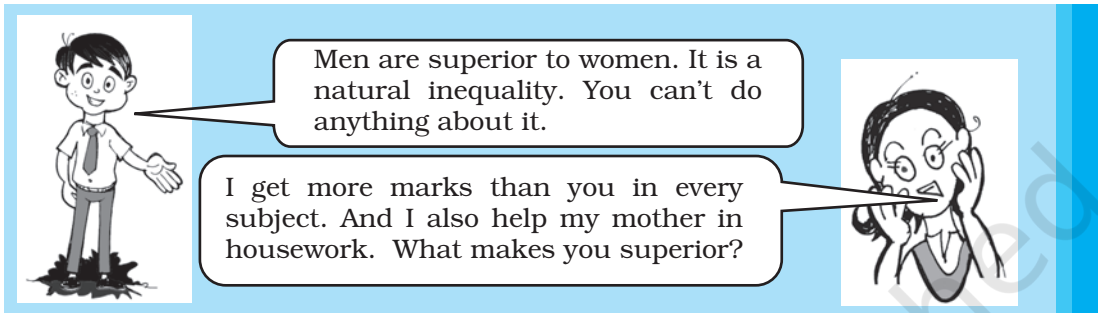 Men are superior to women. It is a
natural inequality. You can't do
anything about it.
I get more marks than you in every
subject. And I also help my mother in
housework. What makes you superior?